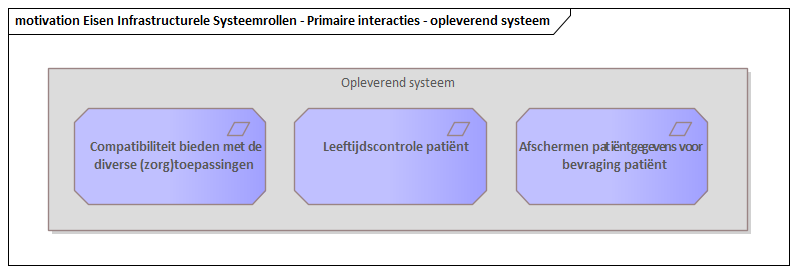 motivation Eisen Infrastructurele Systeemrollen - Primaire interacties - opleverend systeem
Opleverend systeem
Compatibiliteit bieden met de
diverse (zorg)toepassingen
Leeftijdscontrole patiënt
Afschermen patiëntgegevens voor
bevraging patiënt